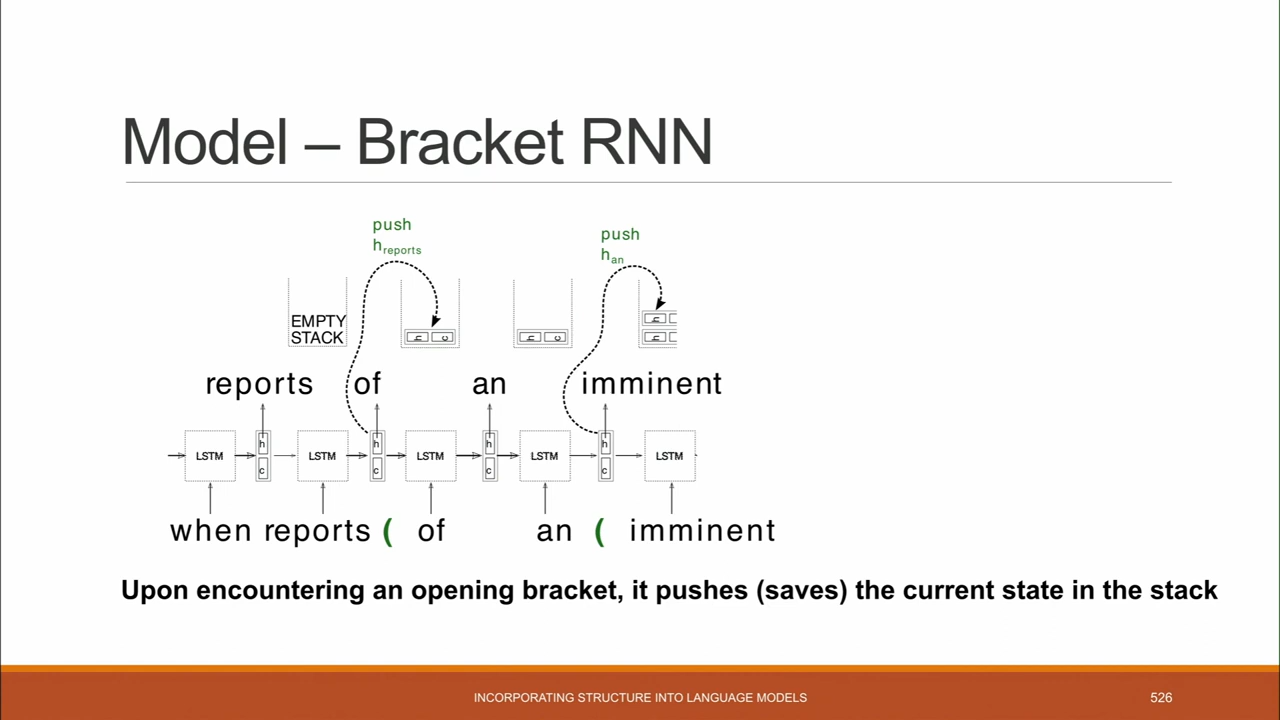 Model – Bracket RNN
push
h_reports
push
h_an
EMPTY
STACK
h c
h c
h
h
reports of an imminent
LSTM h c LSTM h c LSTM h c LSTM h c LSTM
when reports ( of an ( imminent
Upon encountering an opening bracket, it pushes (saves) the current state in the stack
INCORPORATING STRUCTURE INTO LANGUAGE MODELS 526